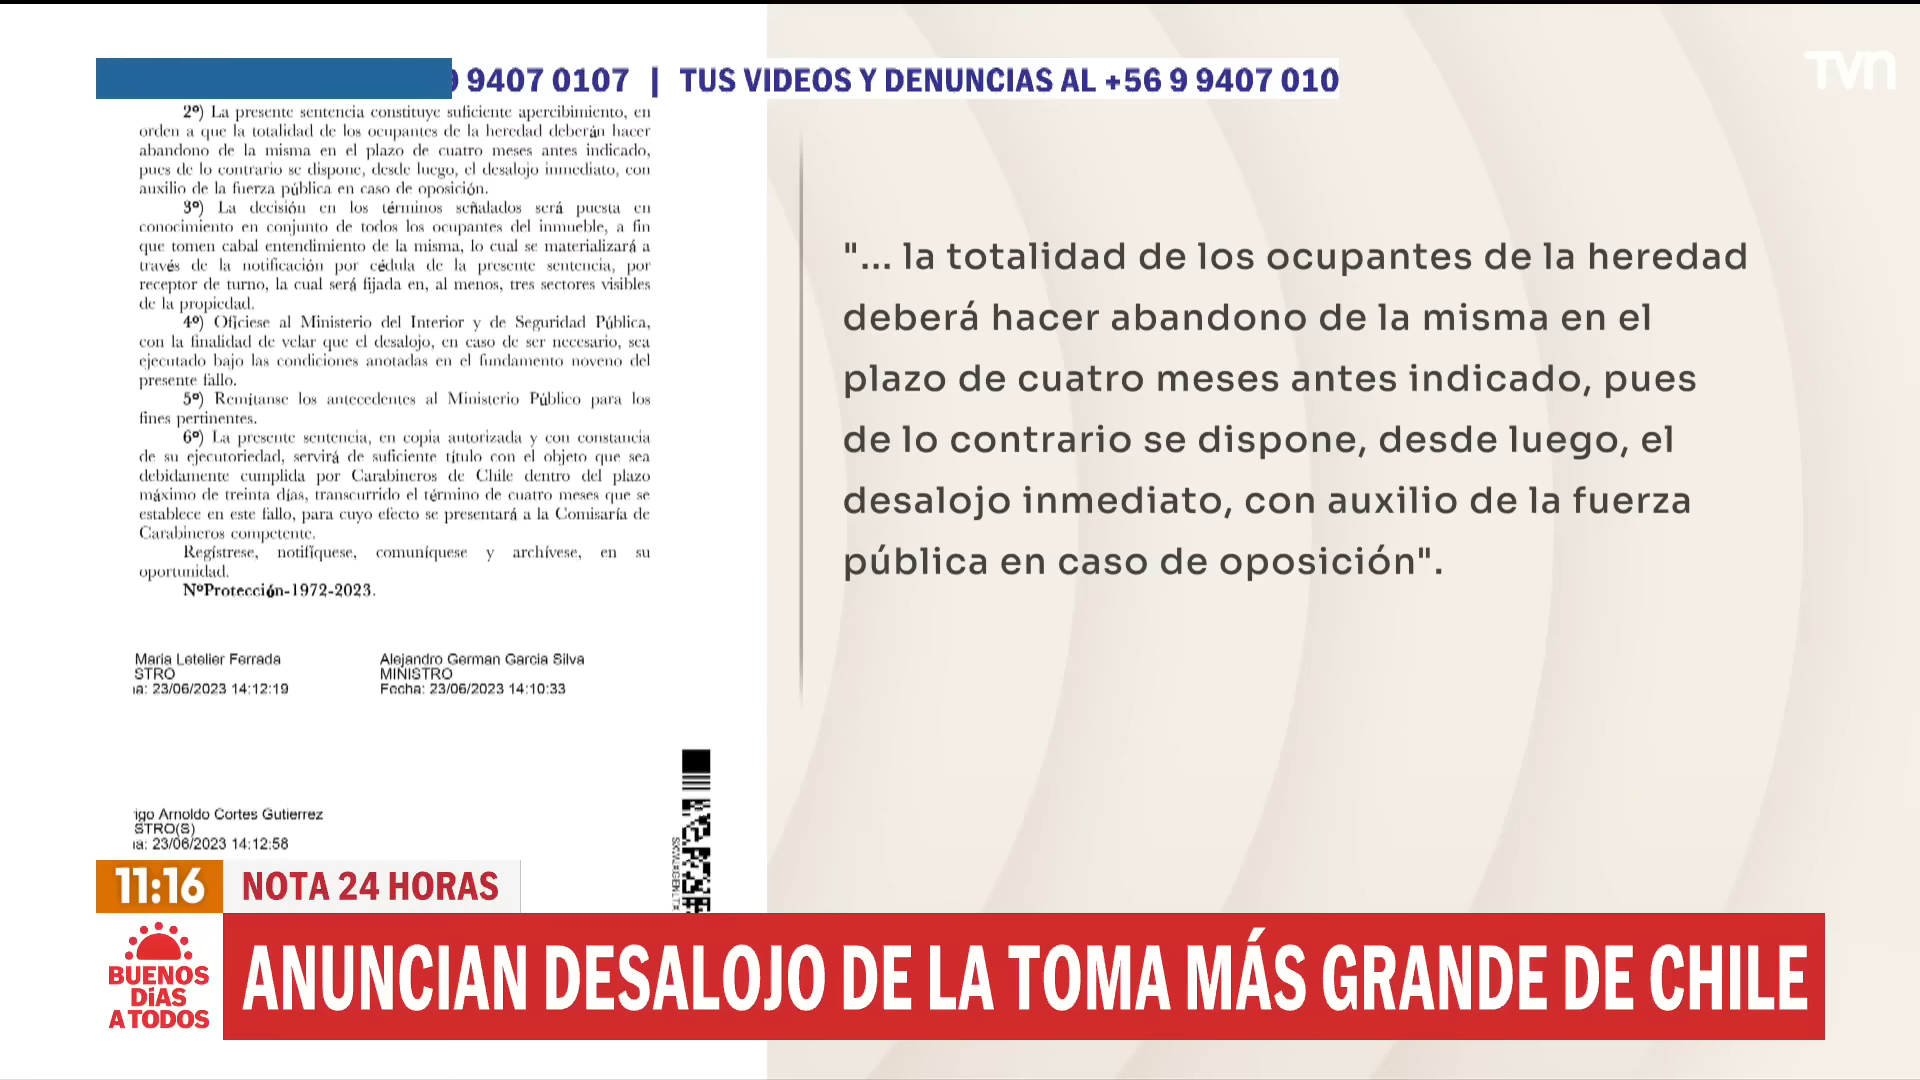 9 9407 0107 | TUS VIDEOS Y DENUNCIAS AL +56 9 9407 010
TVN
2º) La presente sentencia constituye suficiente apercibimiento, en
orden a que la totalidad de los ocupantes de la heredad deberán hacer
abandono de la misma en el plazo de cuatro meses antes indicado,
pues de lo contrario se dispone, desde luego, el desalojo inmediato, con
auxilio de la fuerza pública en caso de oposición.
3º) La decisión en los términos señalados será puesta en
conocimiento en conjunto de todos los ocupantes del inmueble, a fin
que tomen cabal entendimiento de la misma, lo cual se materializará a
través de la notificación por cédula de la presente sentencia, por
receptor de turno, la cual será fijada en, al menos, tres sectores visibles
de la propiedad.
4º) Ofíciese al Ministerio del Interior y de Seguridad Pública,
con la finalidad de velar que el desalojo, en caso de ser necesario, sea
ejecutado bajo las condiciones anotadas en el fundamento noveno del
presente fallo.
5º) Remítanse los antecedentes al Ministerio Público para los
fines pertinentes.
6º) La presente sentencia, en copia autorizada y con constancia
de su ejecutoriedad, servirá de suficiente título con el objeto que sea
debidamente cumplida por Carabineros de Chile dentro del plazo
máximo de treinta días, transcurrido el término de cuatro meses que se
establece en este fallo, para cuyo efecto se presentará a la Comisaría de
Carabineros competente.
Regístrese, notifíquese, comuníquese y archívese, en su
oportunidad.
NºProtección-1972-2023.
Maria Letelier Ferrada
STRO
a: 23/06/2023 14:12:19
Alejandro German Garcia Silva
MINISTRO
Fecha: 23/06/2023 14:10:33
igo Arnoldo Cortes Gutierrez
STRO(S)
a: 23/06/2023 14:12:58
"... la totalidad de los ocupantes de la heredad
deberá hacer abandono de la misma en el
plazo de cuatro meses antes indicado, pues
de lo contrario se dispone, desde luego, el
desalojo inmediato, con auxilio de la fuerza
pública en caso de oposición".
11:16 NOTA 24 HORAS
BUENOS
DíAS
A TODOS
ANUNCIAN DESALOJO DE LA TOMA MÁS GRANDE DE CHILE